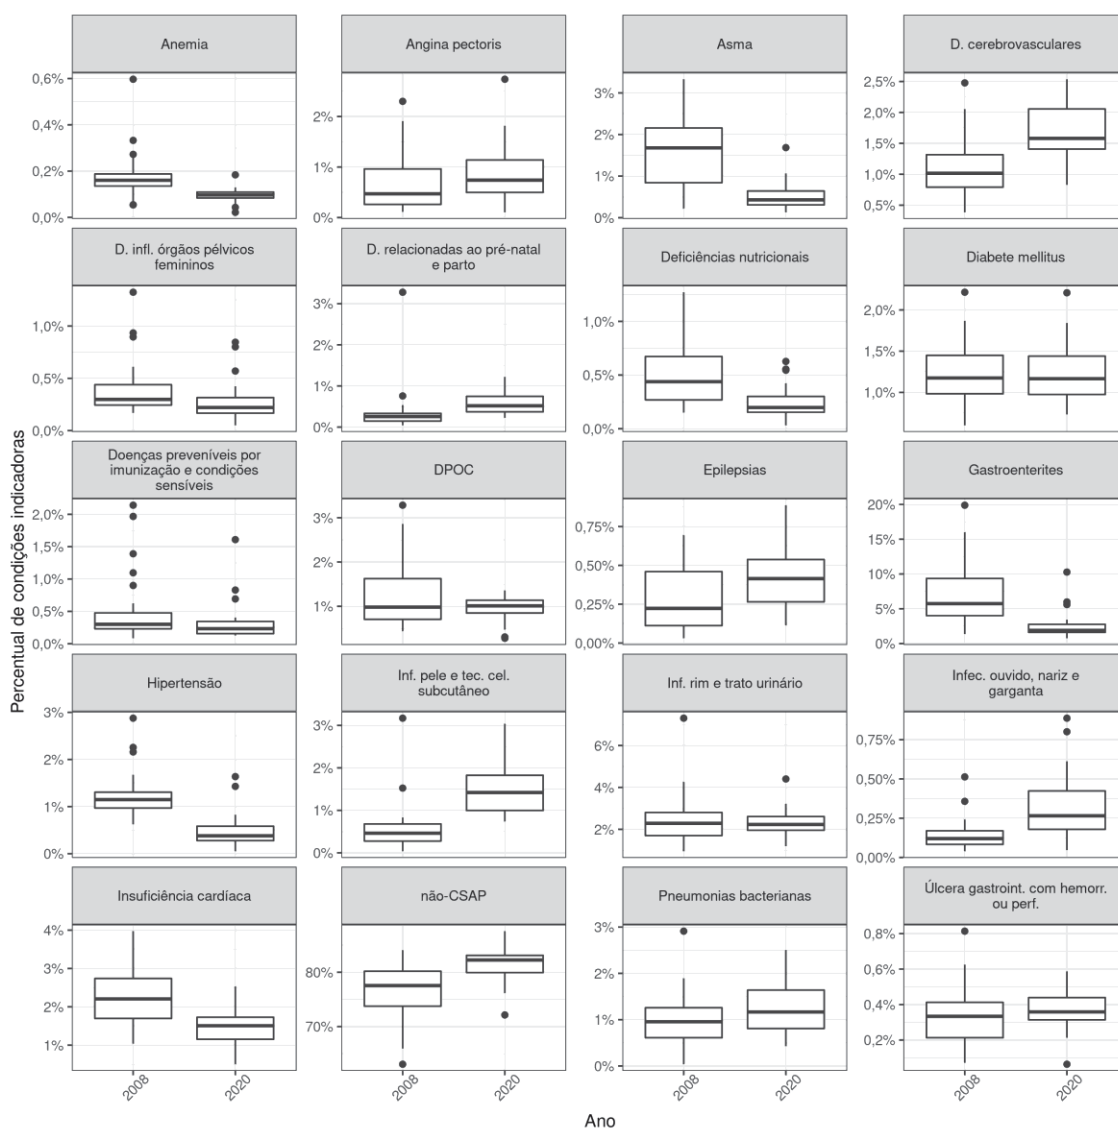 Anemia
Angina pectoris
Asma
D. cerebrovasculares
0,6%
0,4%
0,2%
0,0%
2%
1%
0%
3%
2%
1%
0%
2,5%
2,0%
1,5%
1,0%
0,5%
D. infl. órgãos pélvicos
femininos
D. relacionadas ao pré-natal
e parto
Deficiências nutricionais
Diabete mellitus
1,0%
0,5%
0,0%
3%
2%
1%
0%
1,0%
0,5%
0,0%
2,0%
1,5%
1,0%
Doenças preveníveis por
imunização e condições
sensíveis
DPOC
Epilepsias
Gastroenterites
2,0%
1,5%
1,0%
0,5%
0,0%
3%
2%
1%
0,75%
0,50%
0,25%
0,00%
20%
15%
10%
5%
0%
Hipertensão
Inf. pele e tec. cel.
subcutâneo
Inf. rim e trato urinário
Infec. ouvido, nariz e
garganta
3%
2%
1%
0%
3%
2%
1%
0%
6%
4%
2%
0,75%
0,50%
0,25%
0,00%
Insuficiência cardíaca
não-CSAP
Pneumonias bacterianas
Úlcera gastroint. com hemorr.
ou perf.
4%
3%
2%
1%
80%
70%
3%
2%
1%
0%
0,8%
0,6%
0,4%
0,2%
2008
2020
2008
2020
2008
2020
2008
2020
Ano
Percentual de condições indicadoras